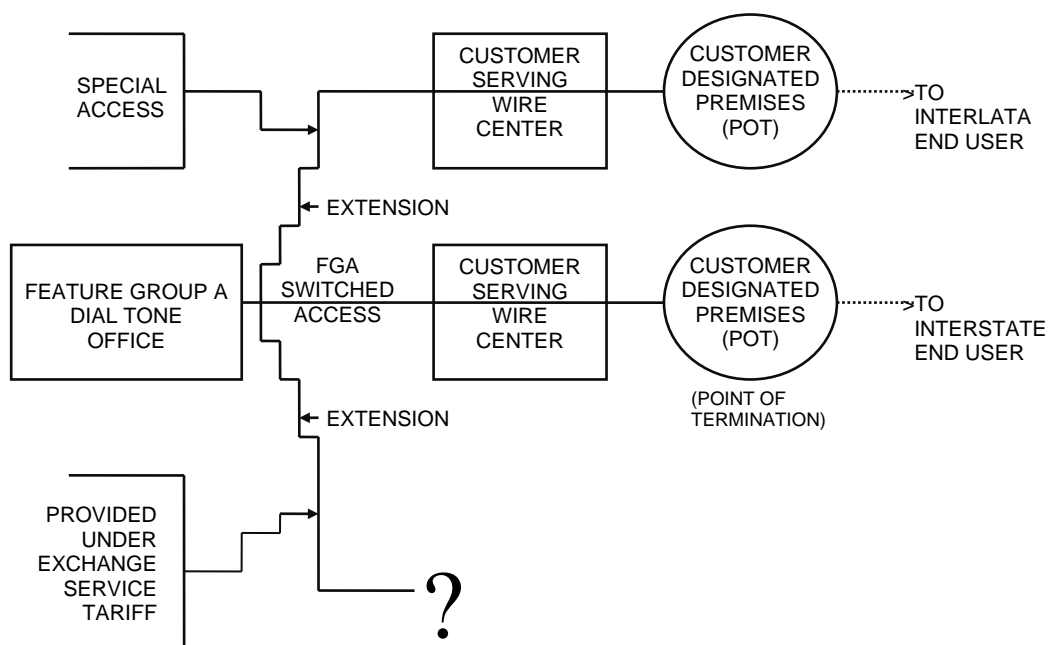 SPECIAL
ACCESS
CUSTOMER
SERVING
WIRE
CENTER
CUSTOMER
DESIGNATED
PREMISES
(POT)
>TO
INTERLATA
END USER
EXTENSION
FEATURE GROUP A
DIAL TONE
OFFICE
FGA
SWITCHED
ACCESS
CUSTOMER
SERVING
WIRE
CENTER
CUSTOMER
DESIGNATED
PREMISES
(POT)
>TO
INTERSTATE
END USER
(POINT OF
TERMINATION)
EXTENSION
PROVIDED
UNDER
EXCHANGE
SERVICE
TARIFF
?